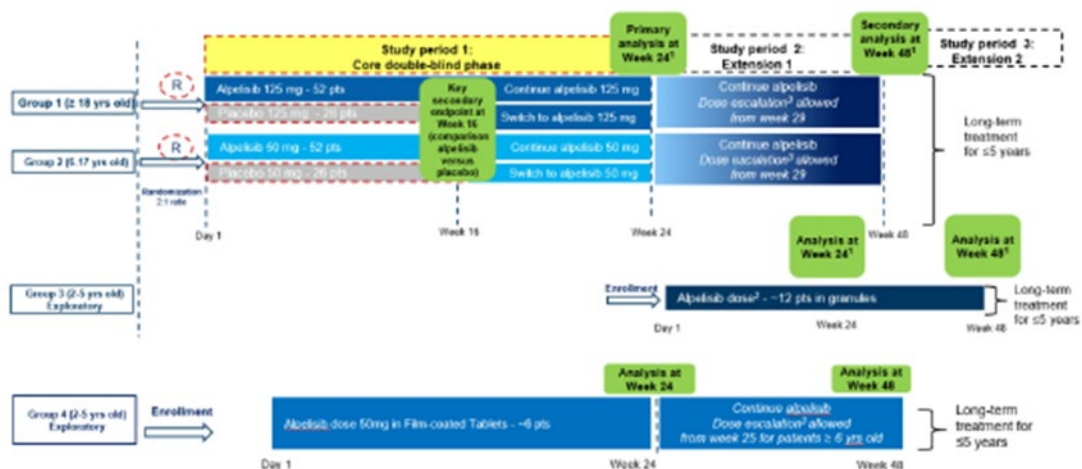 Study period 1:
Core double-blind phase
Primary
analysis at
Week 24¹
Study period 2:
Extension 1
Secondary
analysis at
Week 48¹
Study period 3:
Extension 2
Group 1 (≥ 18 yrs old)
R
Alpelisib 125 mg - 52 pts
Placebo 125 mg - 26 pts
Key
secondary
endpoint at
Week 16
(comparison
alpelisib
versus
placebo)
Continue alpelisib 125 mg
Switch to alpelisib 125 mg
Continue alpelisib
Dose escalation³ allowed
from week 29
Group 2 (6-17 yrs old)
R
Alpelisib 50 mg - 52 pts
Placebo 50 mg - 26 pts
Continue alpelisib 50 mg
Switch to alpelisib 50 mg
Continue alpelisib
Dose escalation³ allowed
from week 29
Long-term
treatment
for ≤5 years
Randomization
2:1 ratio
Day 1
Week 16
Week 24
Week 48
Analysis at
Week 24¹
Analysis at
Week 48¹
Group 3 (2-5 yrs old)
Exploratory
Enrollment
Alpelisib dose² - ~12 pts in granules
Long-term
treatment
for ≤5 years
Day 1
Week 24
Week 48
Analysis at
Week 24
Analysis at
Week 48
Group 4 (2-5 yrs old)
Exploratory
Enrollment
Alpelisib dose 50mg in Film-coated Tablets - ~6 pts
Continue alpelisib
Dose escalation³ allowed
from week 25 for patients ≥ 6 yrs old
Long-term
treatment for
≤5 years
Day 1
Week 24
Week 48